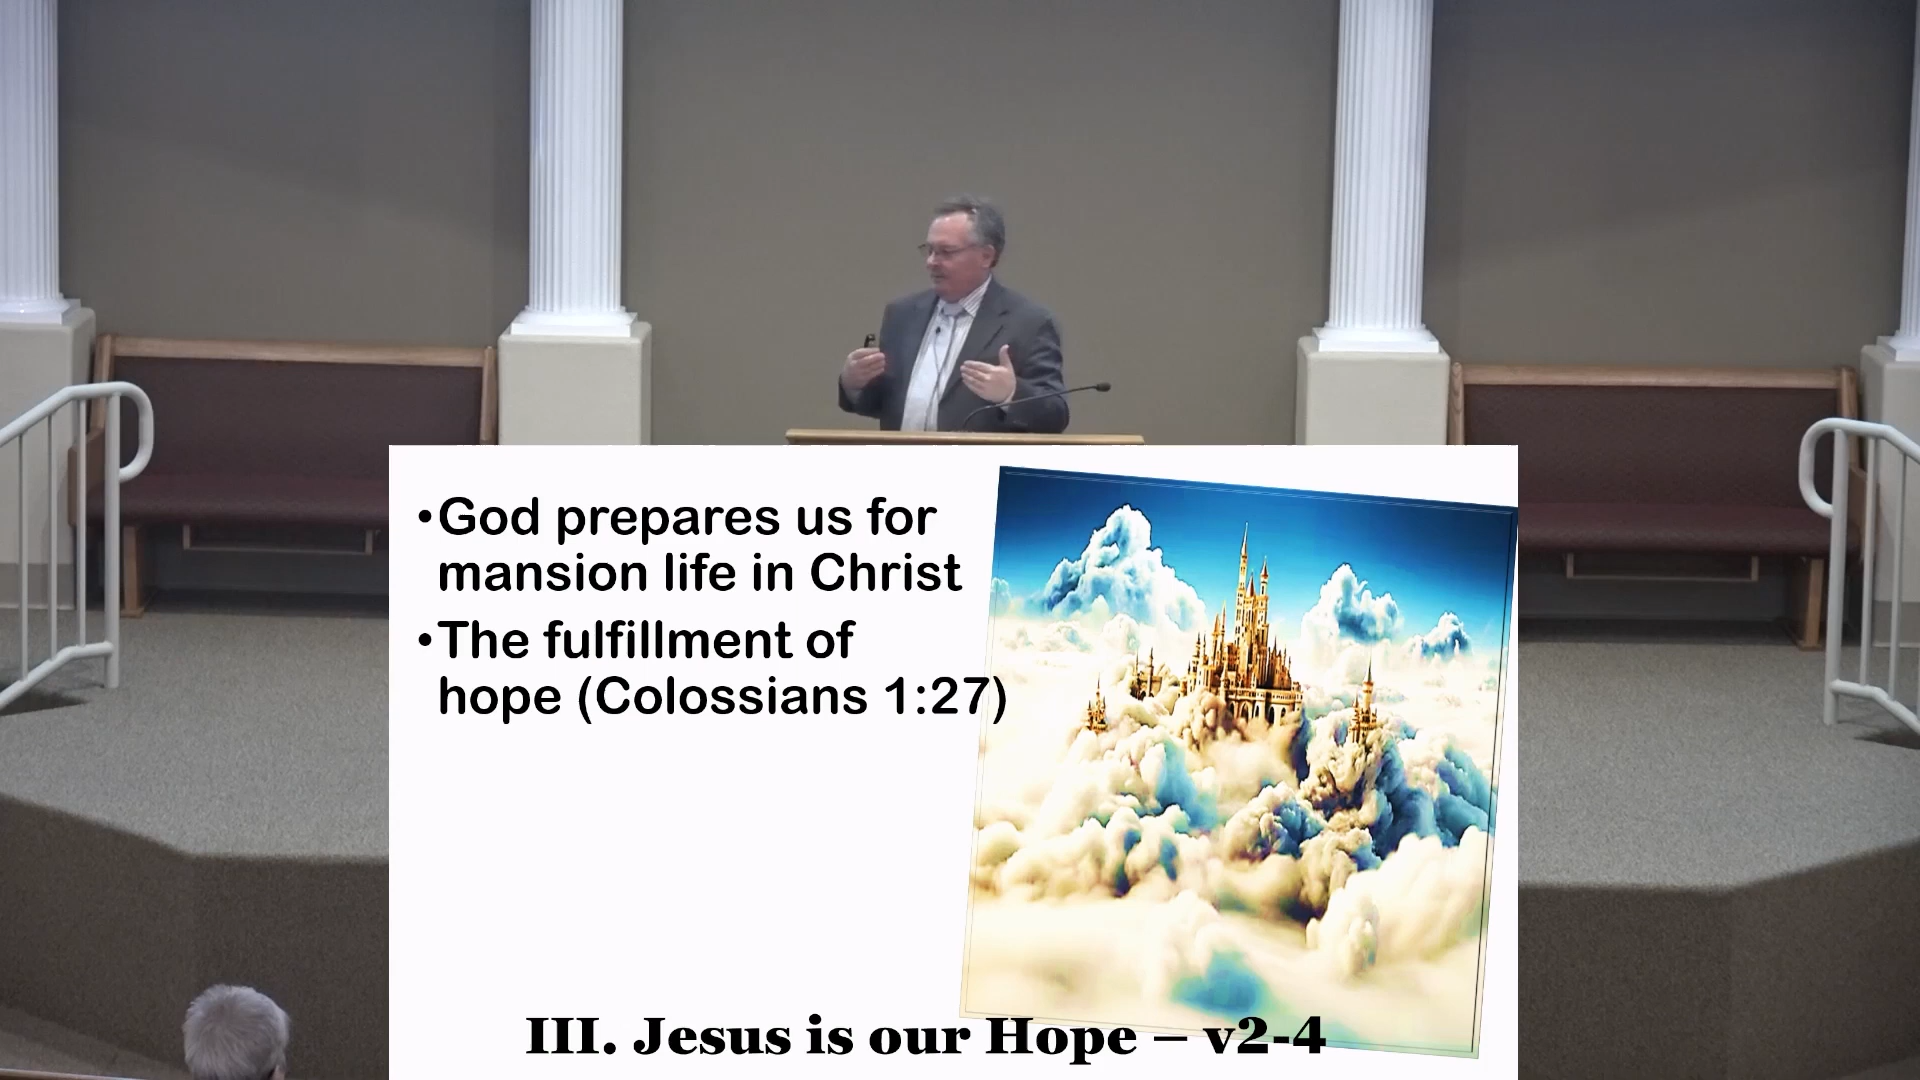 •God prepares us for
mansion life in Christ
•The fulfillment of
hope (Colossians 1:27)
III. Jesus is our Hope – v2-4